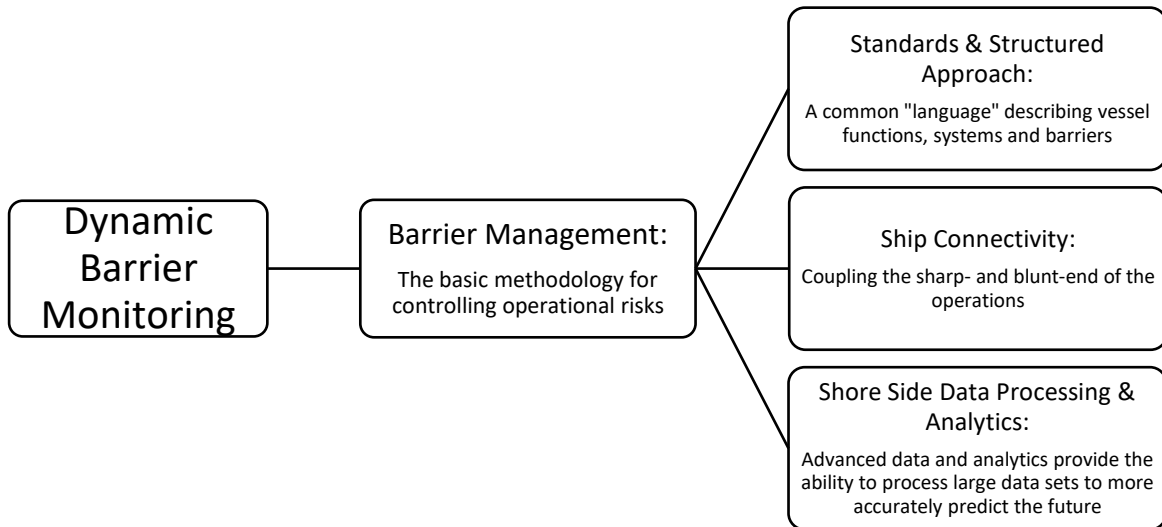 Dynamic
Barrier
Monitoring
Barrier Management:
The basic methodology for
controlling operational risks
Standards & Structured
Approach:
A common "language" describing vessel
functions, systems and barriers
Ship Connectivity:
Coupling the sharp- and blunt-end of the
operations
Shore Side Data Processing &
Analytics:
Advanced data and analytics provide the
ability to process large data sets to more
accurately predict the future